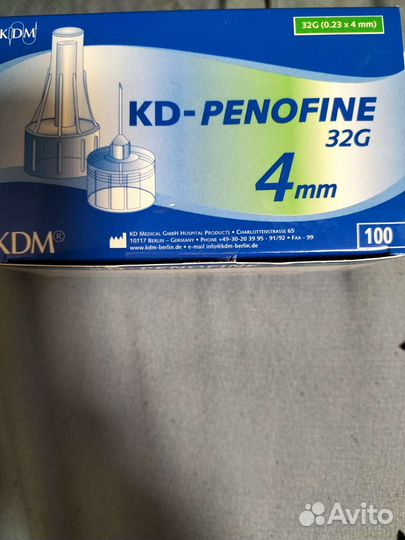 KDM
32G (0.23 x 4 mm)
KD-PENOFINE
32G
4mm
KDM®
KD MEDICAL GMBH HOSPITAL PRODUCTS • CHARLOTTENSTRASSE 65
10117 BERLIN – GERMANY • PHONE +49-30-20 39 95 - 91/92 • FAX - 99
www.kdm-berlin.de • e-mail info@kdm-berlin.de
100
PENOFINE
Avito